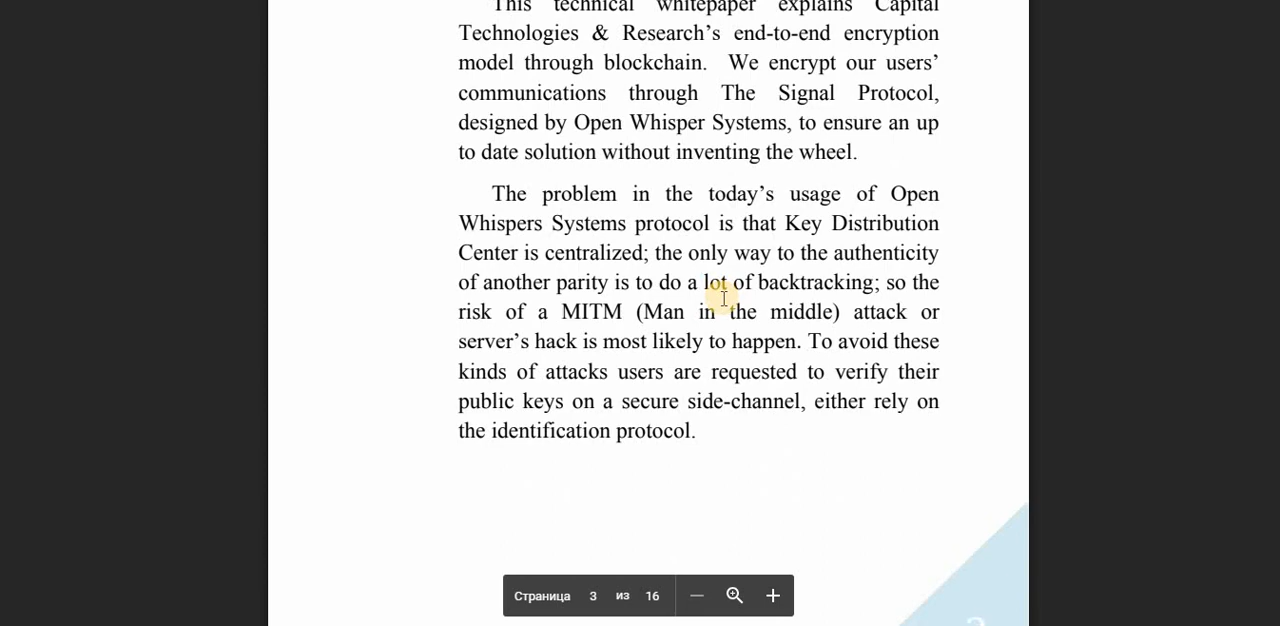 This technical whitepaper explains Capital
Technologies & Research’s end-to-end encryption
model through blockchain. We encrypt our users’
communications through The Signal Protocol,
designed by Open Whisper Systems, to ensure an up
to date solution without inventing the wheel.
The problem in the today’s usage of Open
Whispers Systems protocol is that Key Distribution
Center is centralized; the only way to the authenticity
of another parity is to do a lot of backtracking; so the
risk of a MITM (Man in the middle) attack or
server’s hack is most likely to happen. To avoid these
kinds of attacks users are requested to verify their
public keys on a secure side-channel, either rely on
the identification protocol.
Страница 3 из 16